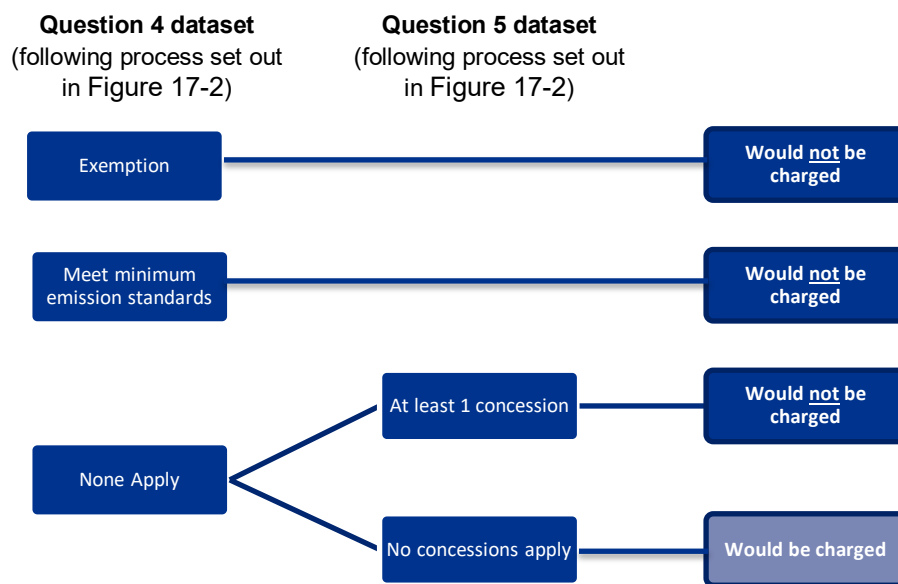 Question 4 dataset
(following process set out
in Figure 17-2)
Question 5 dataset
(following process set out
in Figure 17-2)
Exemption
Would not be
charged
Meet minimum
emission standards
Would not be
charged
At least 1 concession
Would not be
charged
None Apply
No concessions apply
Would be charged